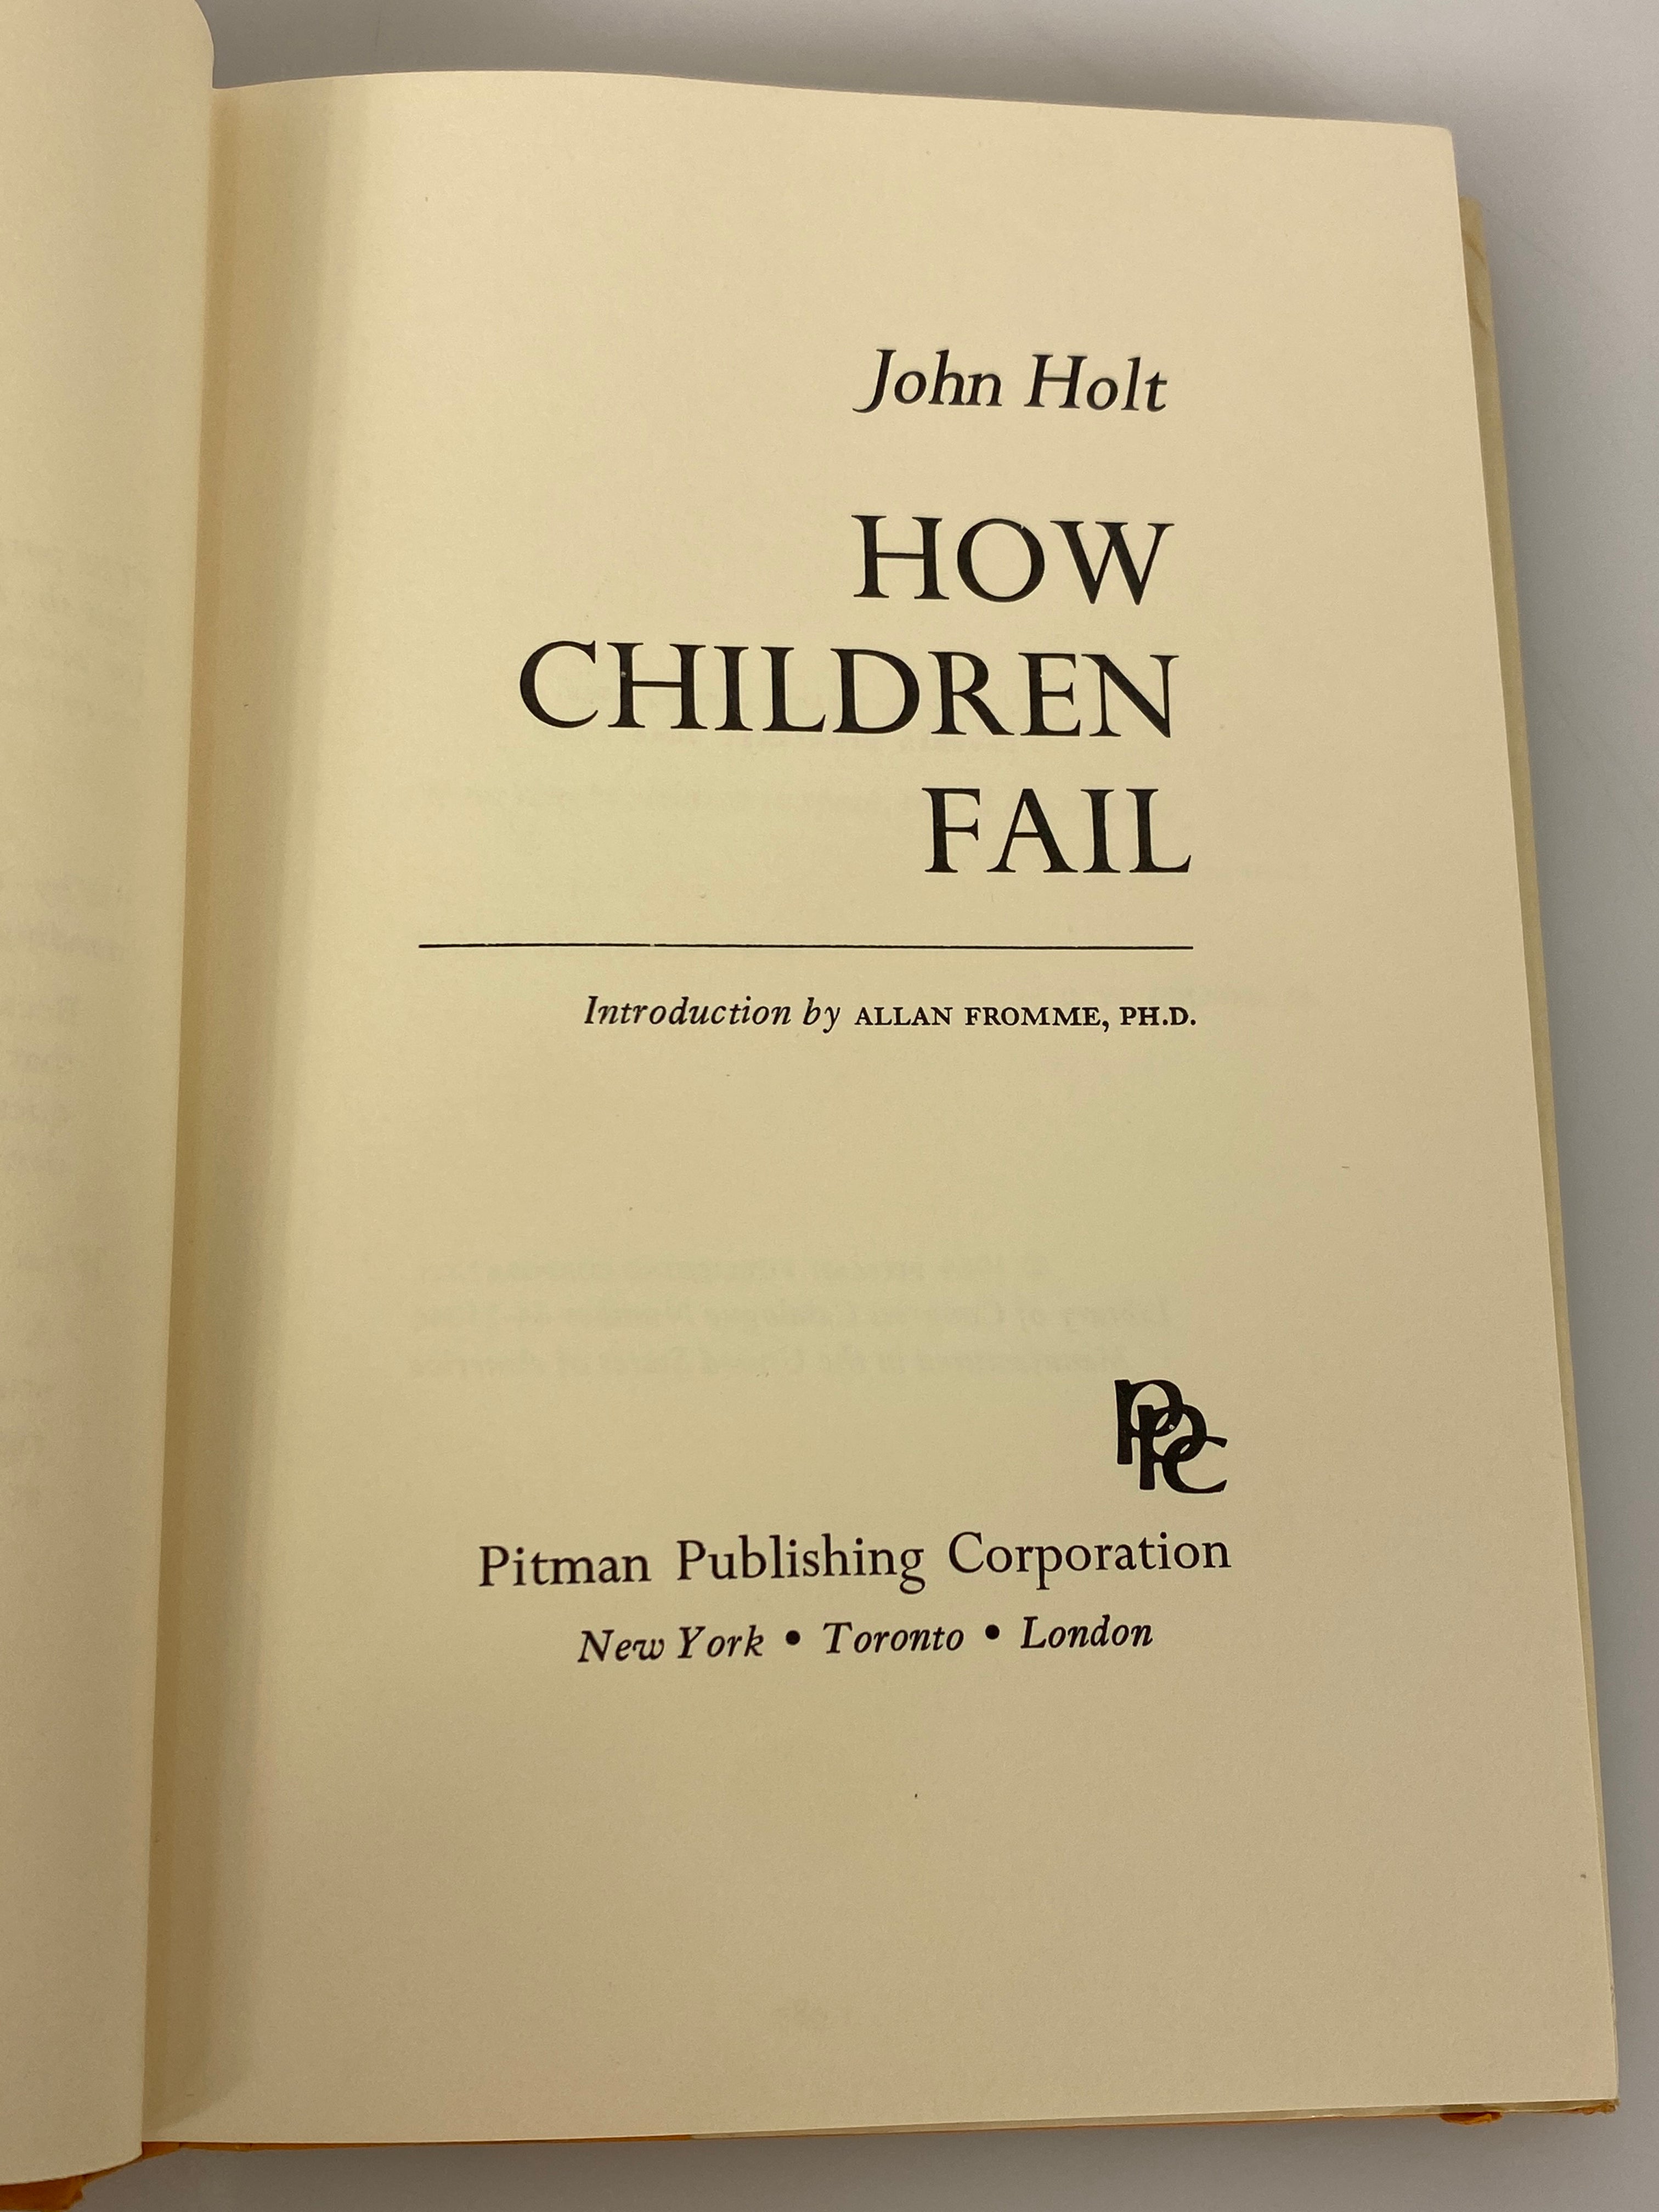 John Holt
HOW
CHILDREN
FAIL
Introduction by ALLAN FROMME, PH.D.
PPC
Pitman Publishing Corporation
New York • Toronto • London